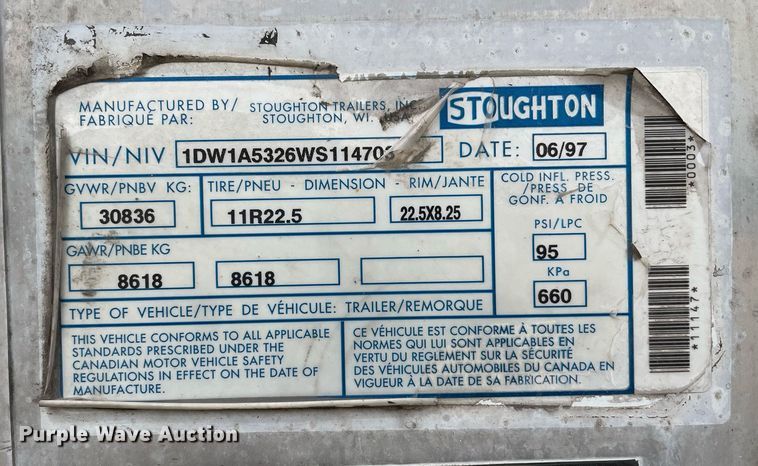 MANUFACTURED BY/ STOUGHTON TRAILERS, INC.
FABRIQUÉ PAR: STOUGHTON, WI. USA
STOUGHTON
VIN/NIV 1DW1A5326WS11470 DATE: 06/97
GVWR/PNBV KG: TIRE/PNEU - DIMENSION - RIM/JANTE
30836 11R22.5 22.5X8.25
COLD INFL. PRESS.
/PRESS. DE
GONF. A FROID
PSI/LPC
95
KPa
660
GAWR/PNBE KG
8618 8618
TYPE OF VEHICLE/TYPE DE VÉHICULE: TRAILER/REMORQUE
THIS VEHICLE CONFORMS TO ALL APPLICABLE
STANDARDS PRESCRIBED UNDER THE
CANADIAN MOTOR VEHICLE SAFETY
REGULATIONS IN EFFECT ON THE DATE OF
MANUFACTURE.
CE VÉHICULE EST CONFORME À TOUTES LES
NORMES QUI LUI SONT APPLICABLES EN
VERTU DU REGLEMENT SUR LA SÉCURITÉ
DES VÉHICULES AUTOMOBILES DU CANADA EN
VIGUEUR À LA DATE DE SA FABRICATION.
*0003*
*11147*
Purple Wave Auction